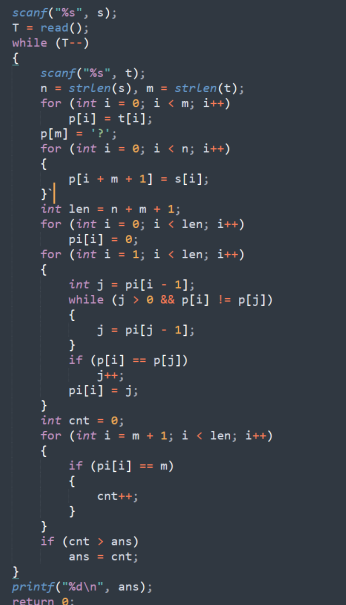 scanf("%s", s);
T = read();
while (T--)
{
scanf("%s", t);
n = strlen(s), m = strlen(t);
for (int i = 0; i < m; i++)
p[i] = t[i];
p[m] = '?';
for (int i = 0; i < n; i++)
{
p[i + m + 1] = s[i];
}`
int len = n + m + 1;
for (int i = 0; i < len; i++)
pi[i] = 0;
for (int i = 1; i < len; i++)
{
int j = pi[i - 1];
while (j > 0 && p[i] != p[j])
{
j = pi[j - 1];
}
if (p[i] == p[j])
j++;
pi[i] = j;
}
int cnt = 0;
for (int i = m + 1; i < len; i++)
{
if (pi[i] == m)
{
cnt++;
}
}
if (cnt > ans)
ans = cnt;
}
printf("%d\n", ans);
return 0;